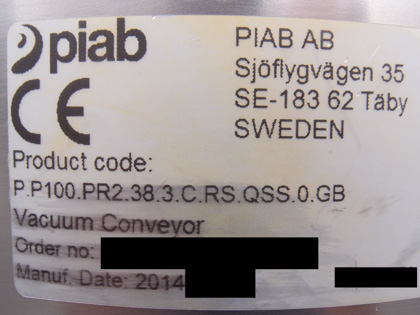 piab
PIAB AB
Sjöflygvägen 35
SE-183 62 Täby
SWEDEN
CE
Product code:
P.P100.PR2.38.3.C.RS.QSS.0.GB
Vacuum Conveyor
Order no:
Manuf. Date: 2014